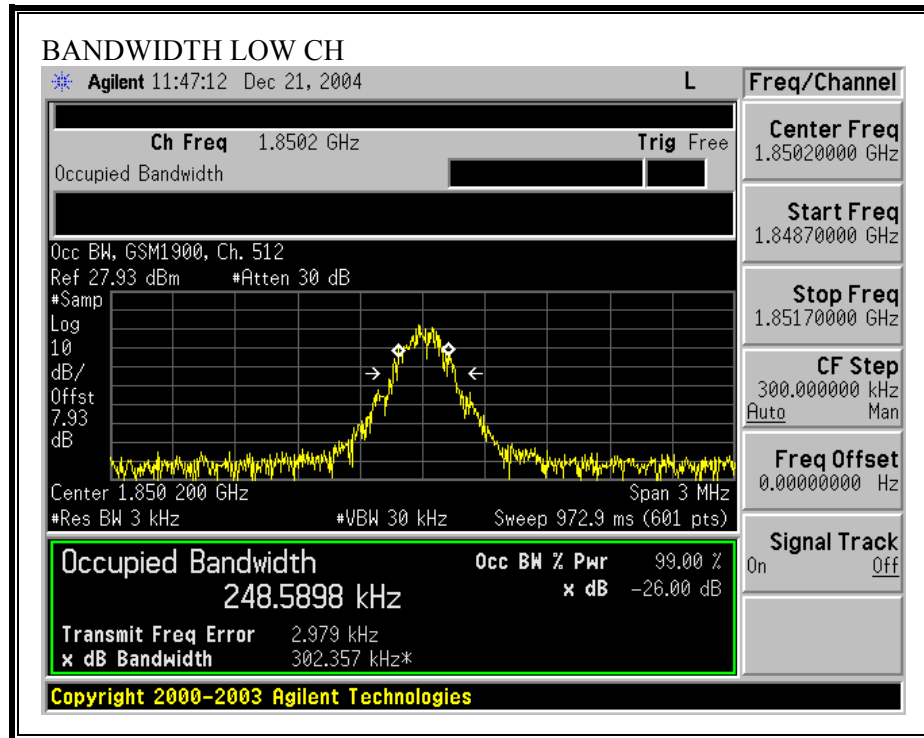 BANDWIDTH LOW CH
Agilent 11:47:12 Dec 21, 2004 L
Freq/Channel
Ch Freq 1.8502 GHz Trig Free
Occupied Bandwidth
Center Freq
1.85020000 GHz
Start Freq
1.84870000 GHz
Stop Freq
1.85170000 GHz
CF Step
300.000000 kHz
Auto Man
Freq Offset
0.00000000 Hz
Signal Track
On Off
Occ BW, GSM1900, Ch. 512
Ref 27.93 dBm #Atten 30 dB
#Samp
Log
10
dB/
Offst
7.93
dB
Center 1.850 200 GHz Span 3 MHz
#Res BW 3 kHz #VBW 30 kHz Sweep 972.9 ms (601 pts)
Occupied Bandwidth
248.5898 kHz
Occ BW % Pwr 99.00 %
x dB -26.00 dB
Transmit Freq Error 2.979 kHz
x dB Bandwidth 302.357 kHz*
Copyright 2000-2003 Agilent Technologies